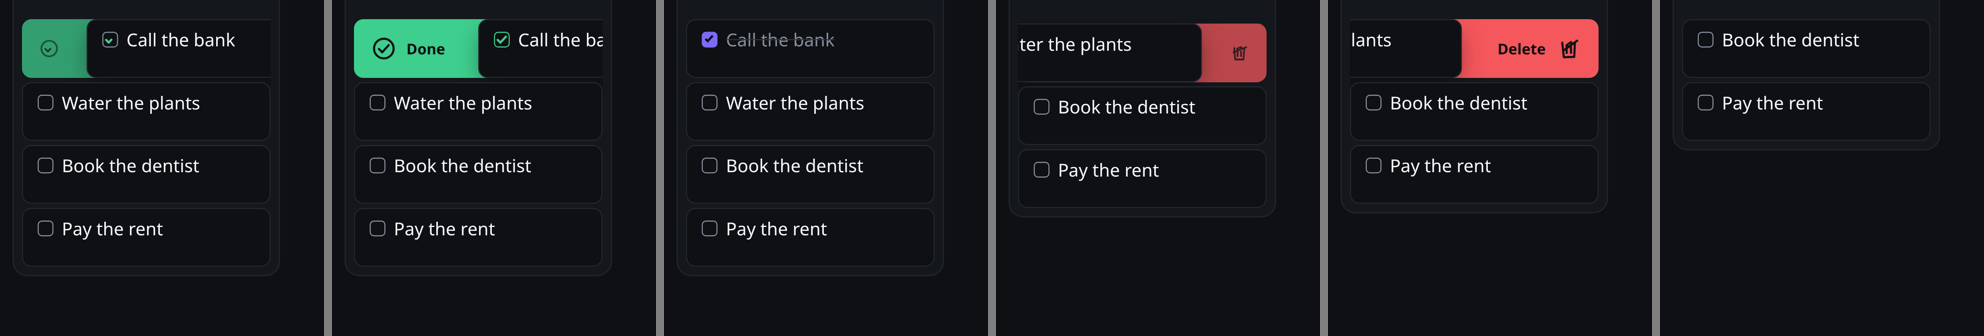 Call the bank
Water the plants
Book the dentist
Pay the rent
Done
Call the ba
Water the plants
Book the dentist
Pay the rent
Call the bank
Water the plants
Book the dentist
Pay the rent
ter the plants
Book the dentist
Pay the rent
lants
Delete
Book the dentist
Pay the rent
Book the dentist
Pay the rent